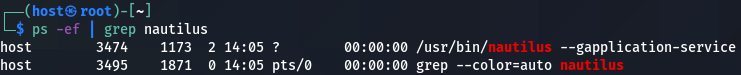 ┌──(host㉿root)-[~]
└─$ ps -ef | grep nautilus
host        3474    1173  2 14:05 ?        00:00:00 /usr/bin/nautilus --gapplication-service
host        3495    1871  0 14:05 pts/0    00:00:00 grep --color=auto nautilus